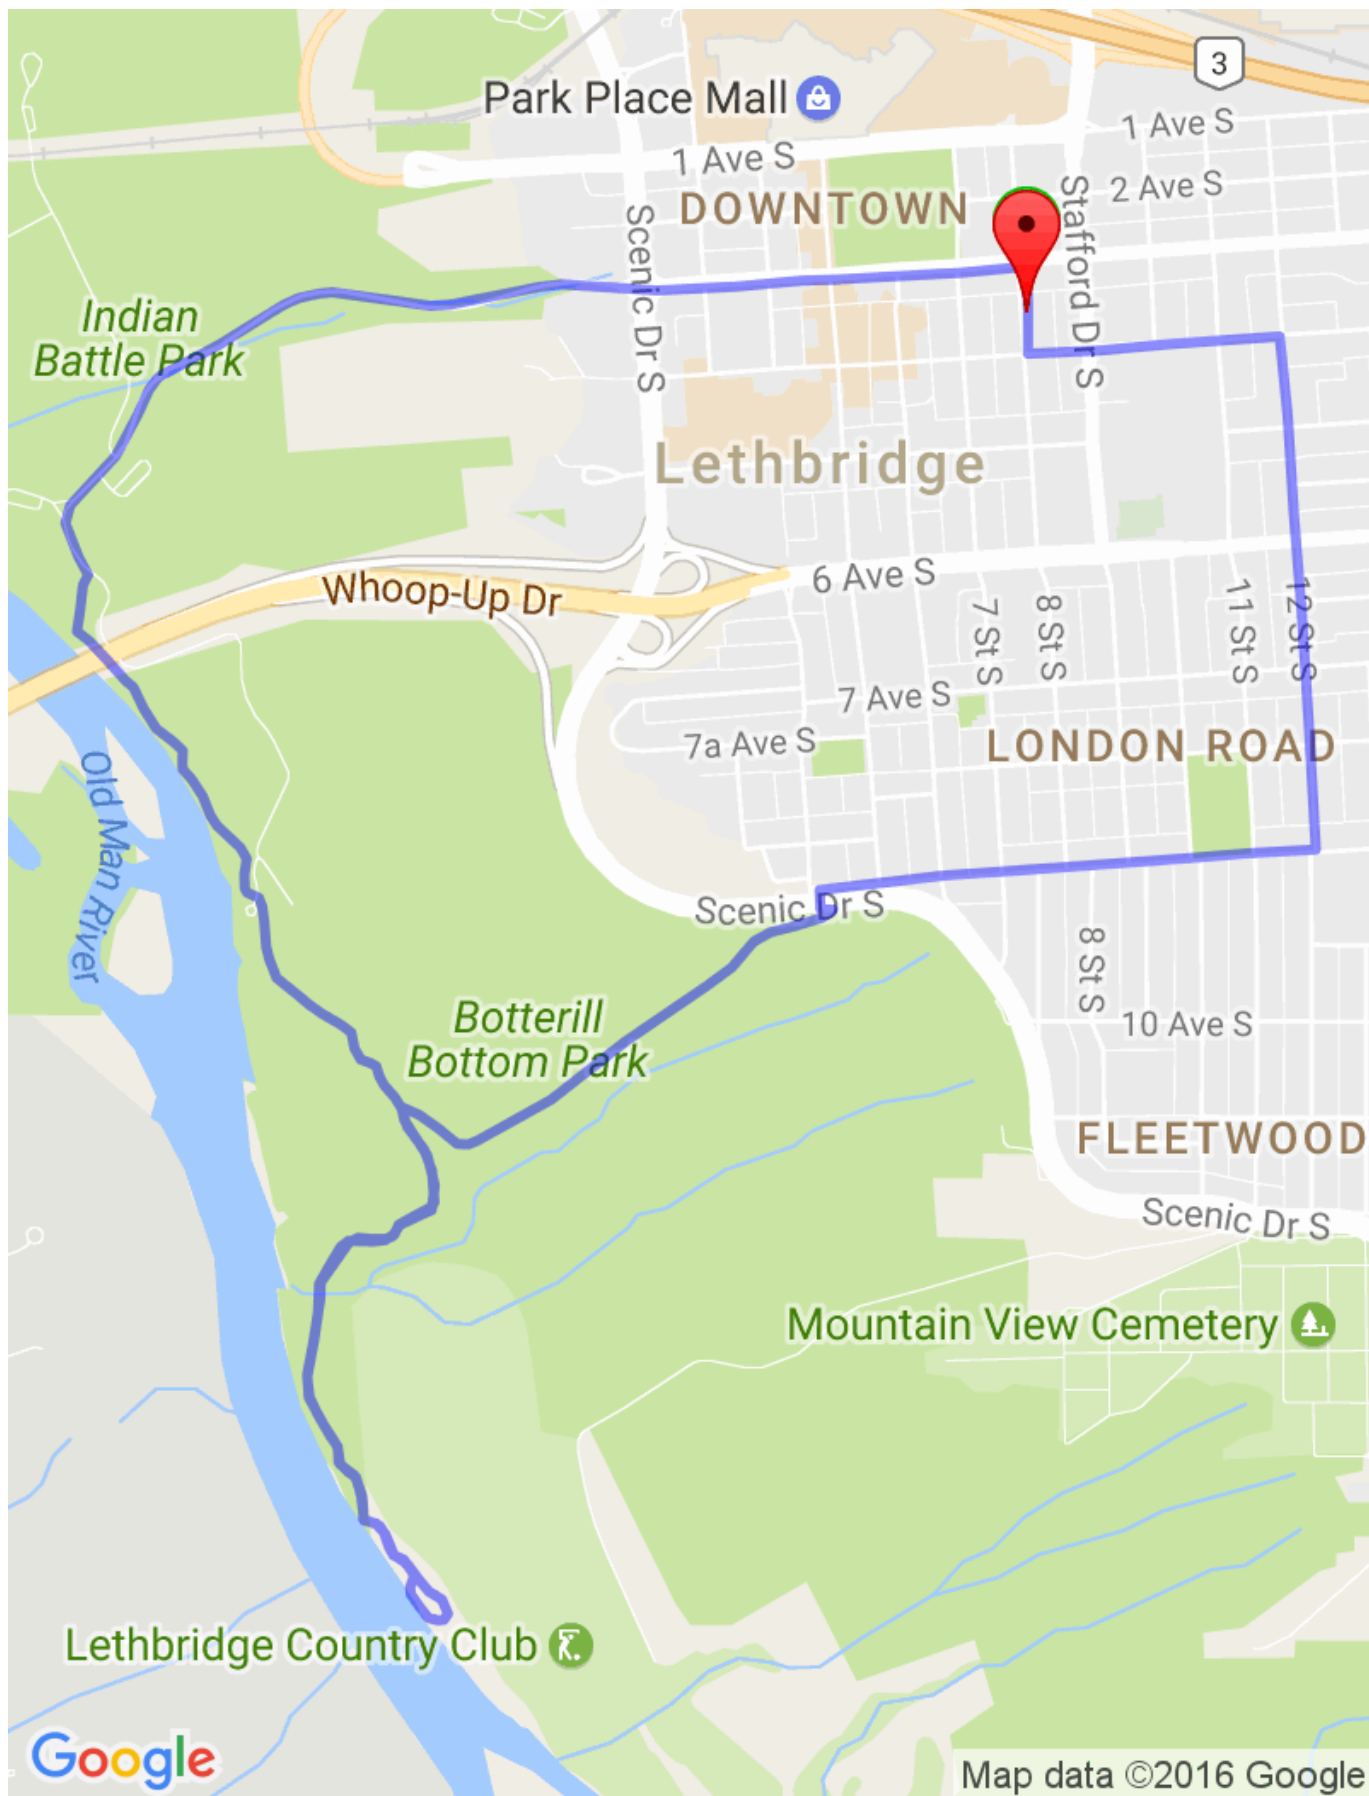 3
Park Place Mall
1 Ave S
1 Ave S
2 Ave S
DOWNTOWN
Stafford Dr S
Scenic Dr S
Indian
Battle Park
Lethbridge
Whoop-Up Dr
6 Ave S
7 St S
8 St S
11 St S
12 St S
7 Ave S
7a Ave S
LONDON ROAD
Old Man River
Scenic Dr S
8 St S
Botterill
Bottom Park
10 Ave S
FLEETWOOD
Scenic Dr S
Mountain View Cemetery
Lethbridge Country Club
Google
Map data ©2016 Google